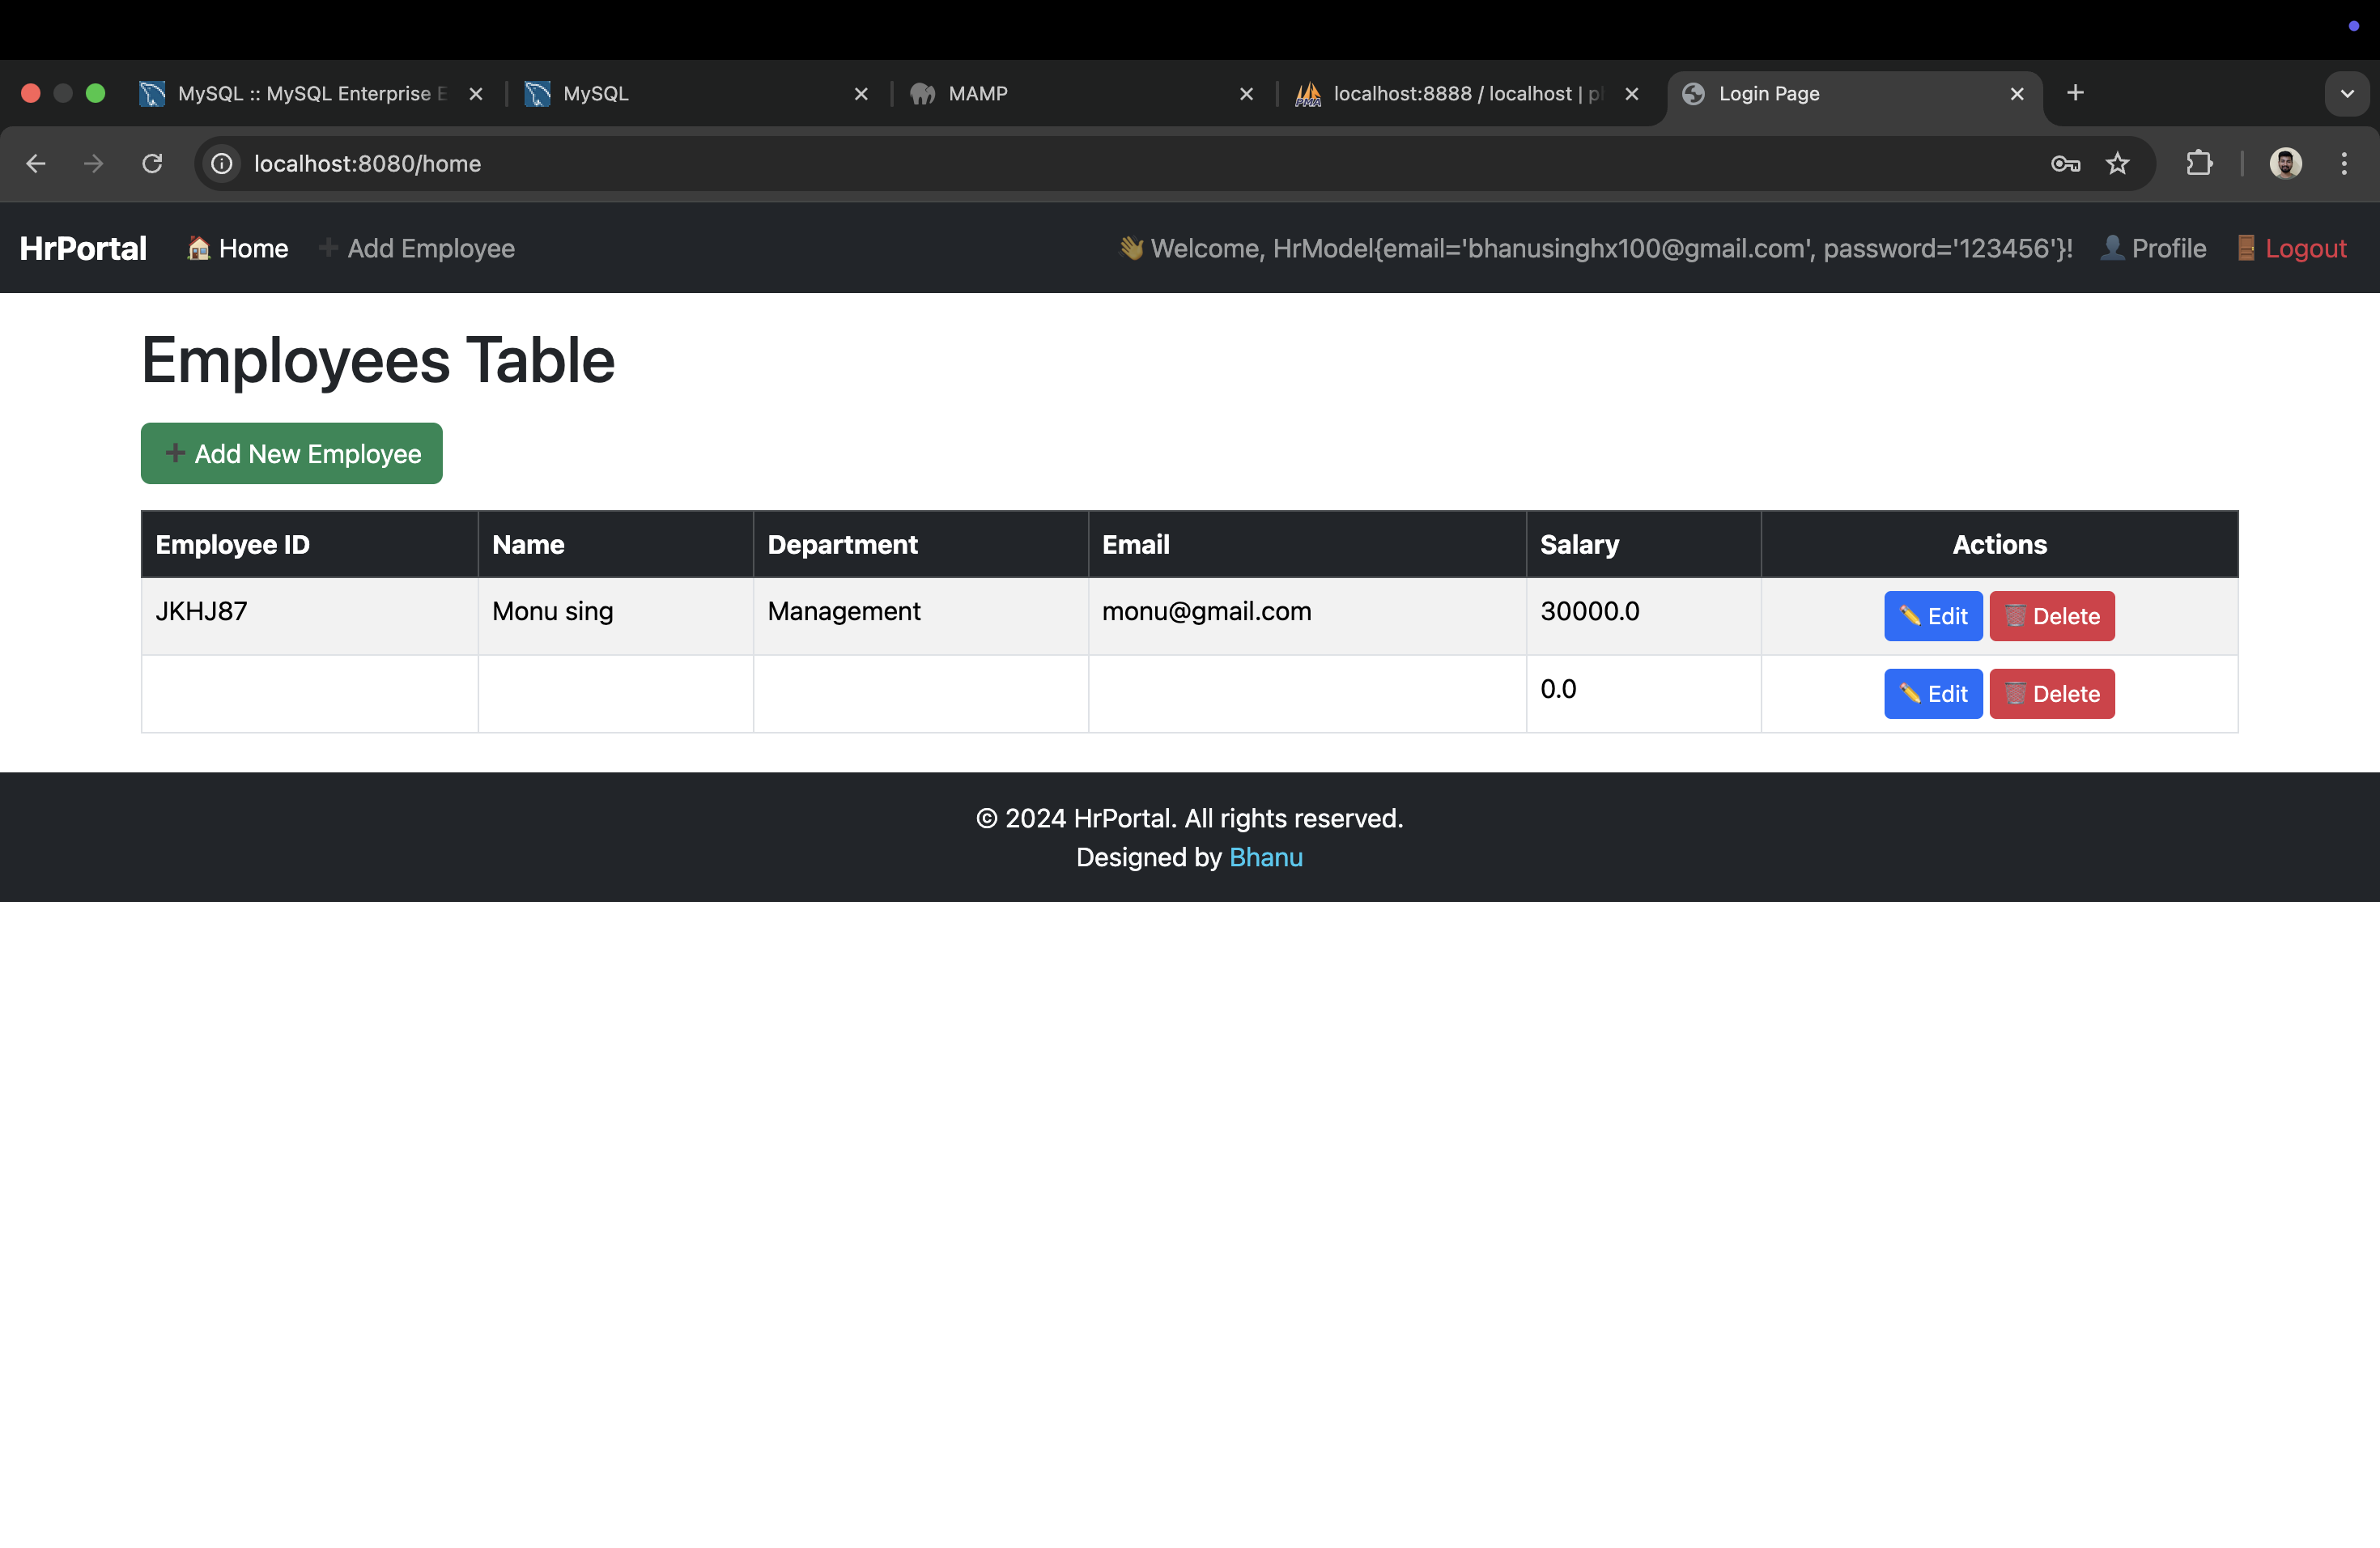 MySQL :: MySQL Enterprise E
MySQL
MAMP
localhost:8888 / localhost | p
Login Page
localhost:8080/home
HrPortal 🏠 Home ➕ Add Employee 👋 Welcome, HrModel{email='bhanusinghx100@gmail.com', password='123456'}! 👤 Profile 🚪 Logout
Employees Table
➕ Add New Employee
Employee ID Name Department Email Salary Actions
JKHJ87 Monu sing Management monu@gmail.com 30000.0 ✏️ Edit 🗑️ Delete
0.0 ✏️ Edit 🗑️ Delete
© 2024 HrPortal. All rights reserved.
Designed by Bhanu